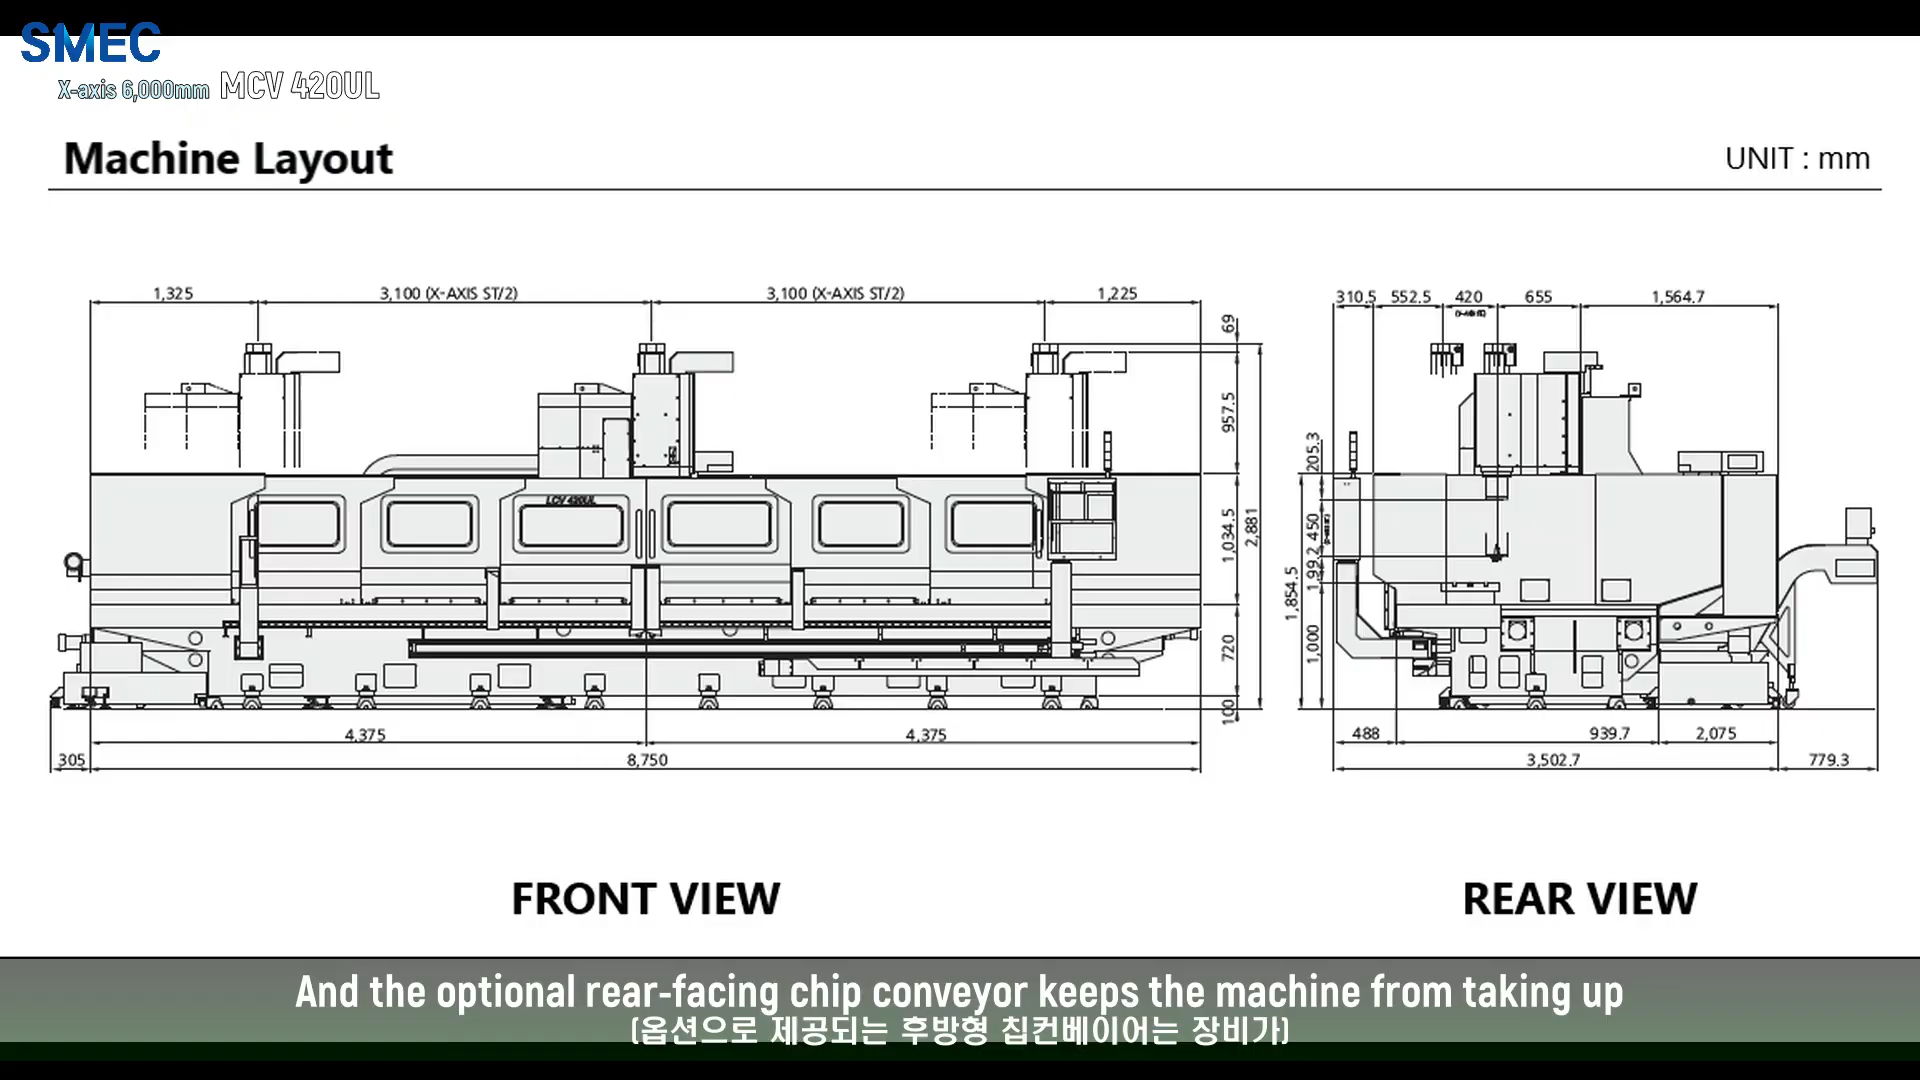 SMEC
X-axis 6,000mm MCV 420UL
Machine Layout
UNIT : mm
1,325
3,100 (X-AXIS ST/2)
3,100 (X-AXIS ST/2)
1,225
69
957.5
1,034.5
2,881
720
100
LCV 420UL
4,375
4,375
305
8,750
310.5
552.5
420
655
1,564.7
205.3
450
199.2
1,854.5
1,000
488
939.7
2,075
3,502.7
779.3
FRONT VIEW
REAR VIEW
And the optional rear-facing chip conveyor keeps the machine from taking up
(옵션으로 제공되는 후방형 칩컨베이어는 장비가)